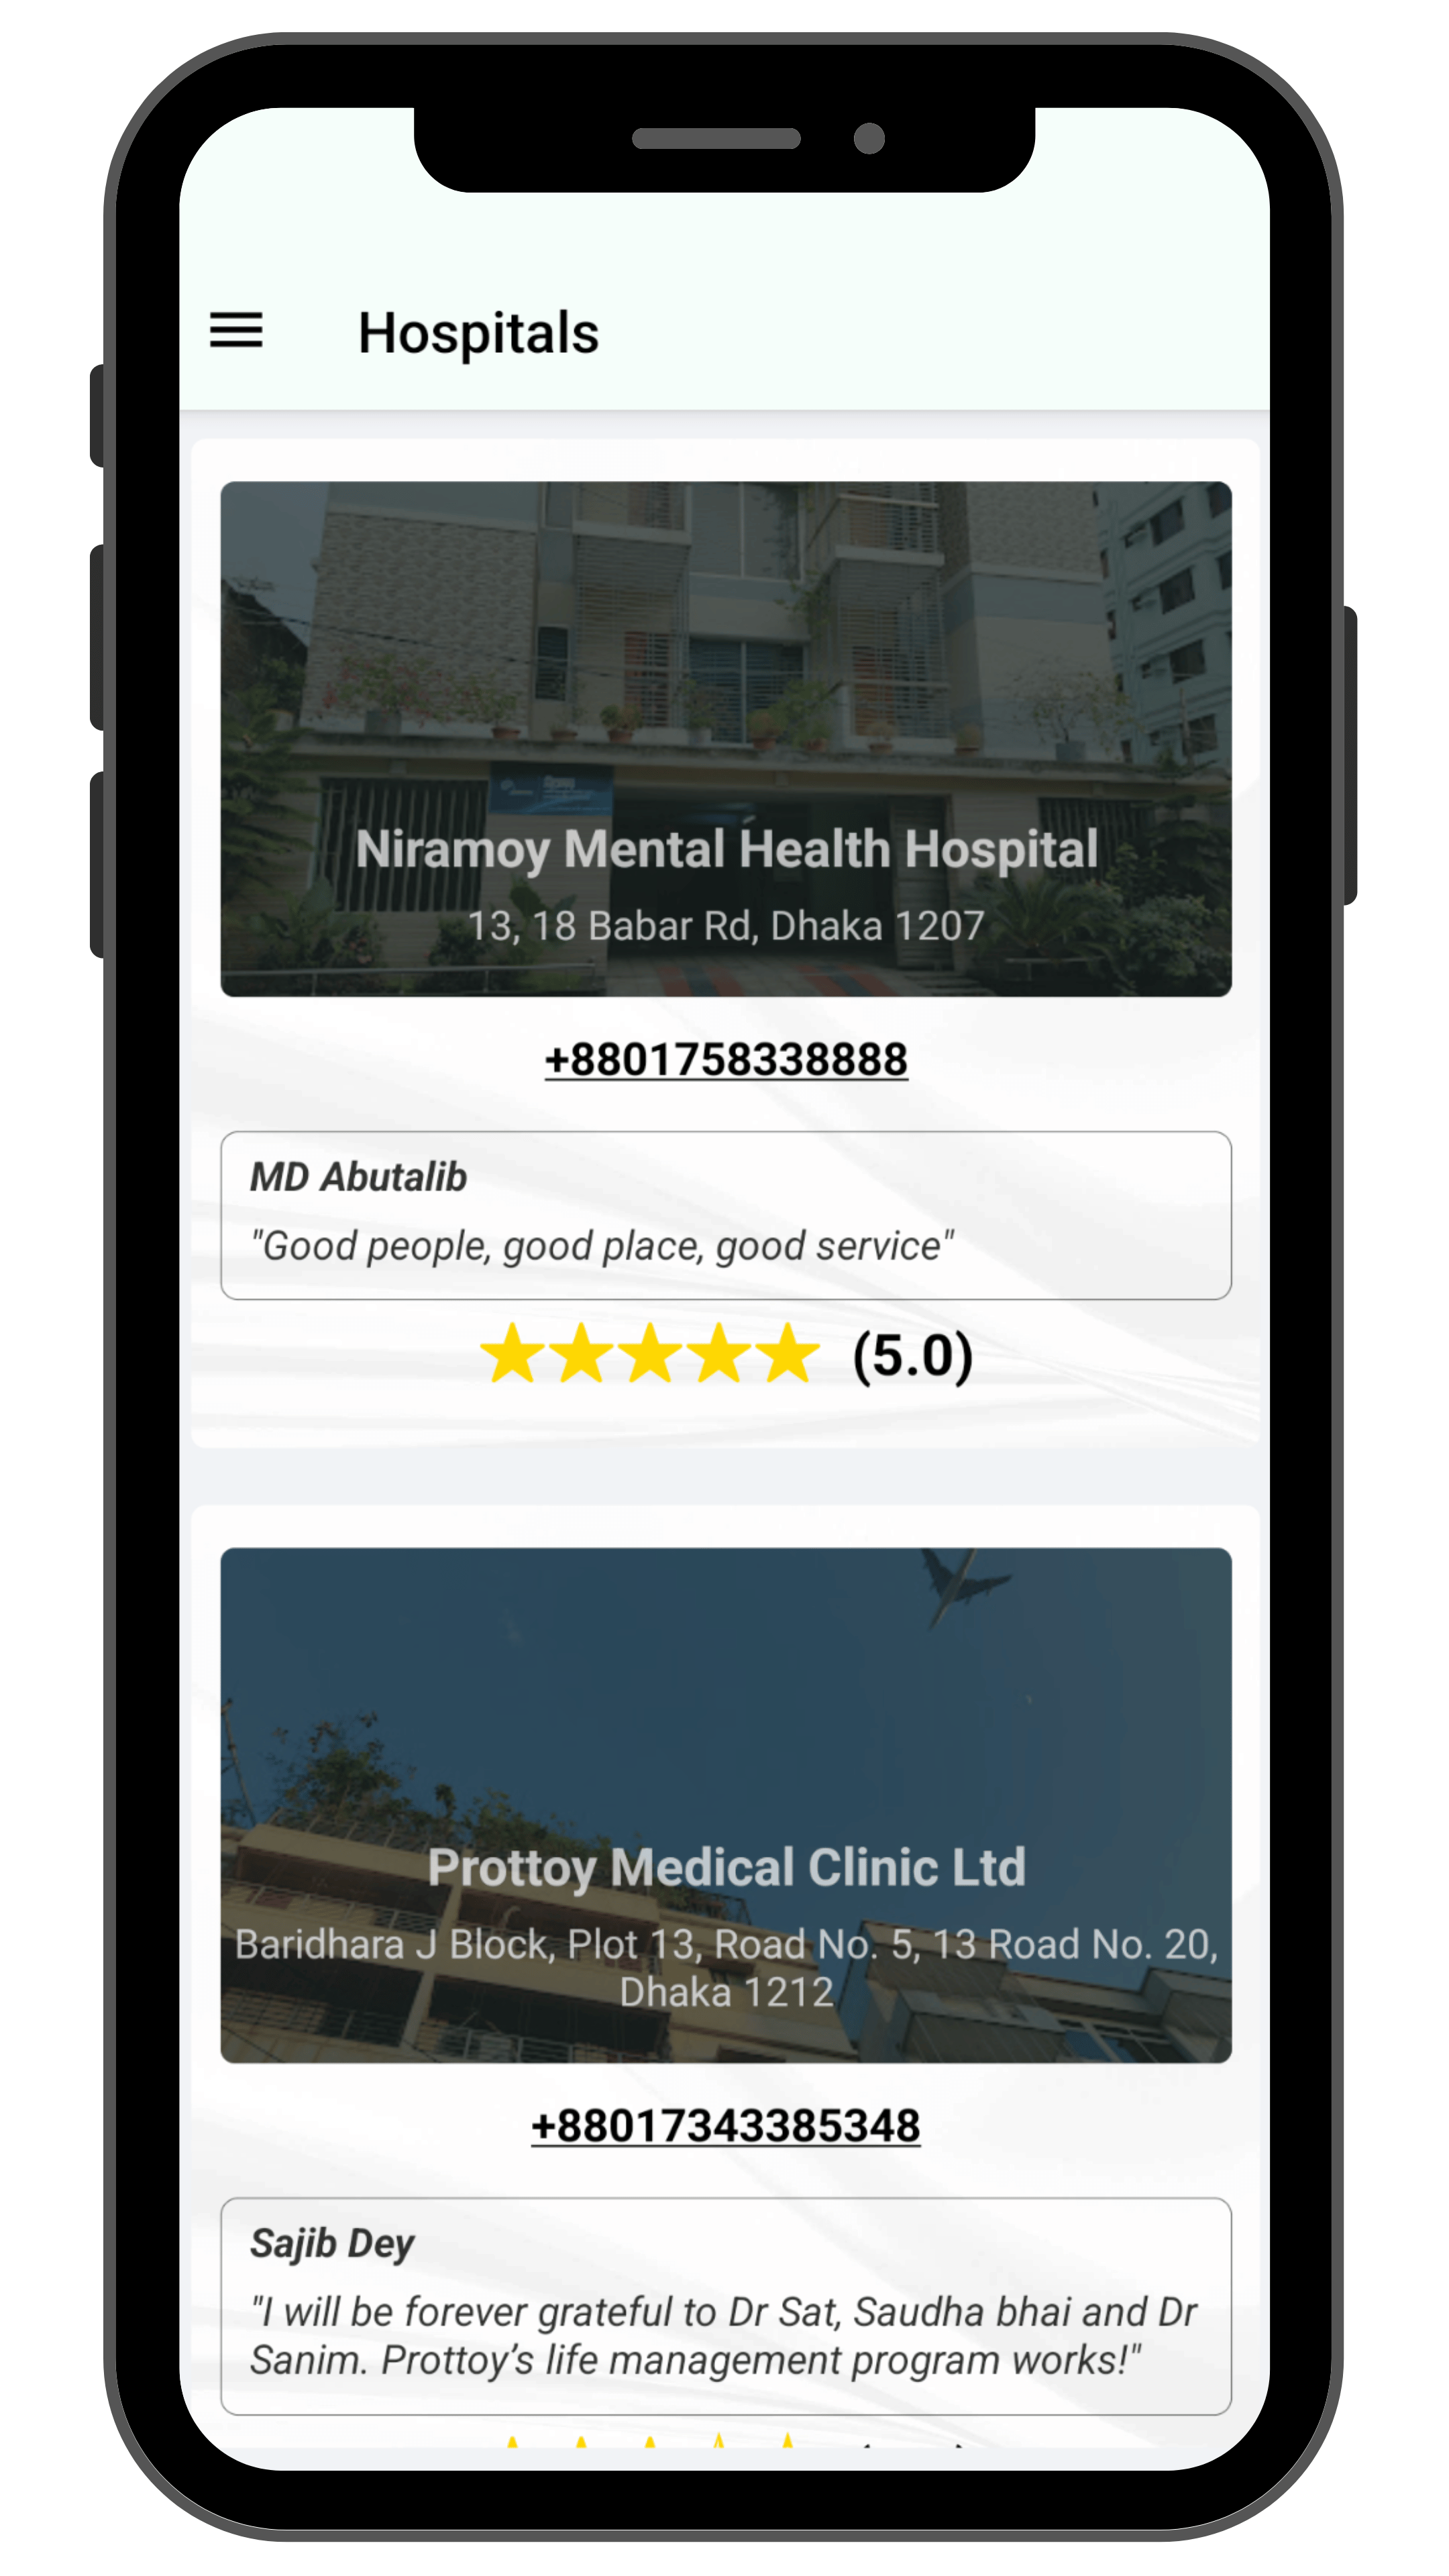 Hospitals
Niramoy Mental Health Hospital
13, 18 Babar Rd, Dhaka 1207
+8801758338888
MD Abutalib
"Good people, good place, good service"
(5.0)
Prottoy Medical Clinic Ltd
Baridhara J Block, Plot 13, Road No. 5, 13 Road No. 20,
Dhaka 1212
+88017343385348
Sajib Dey
"I will be forever grateful to Dr Sat, Saudha bhai and Dr
Sanim. Prottoy’s life management program works!"